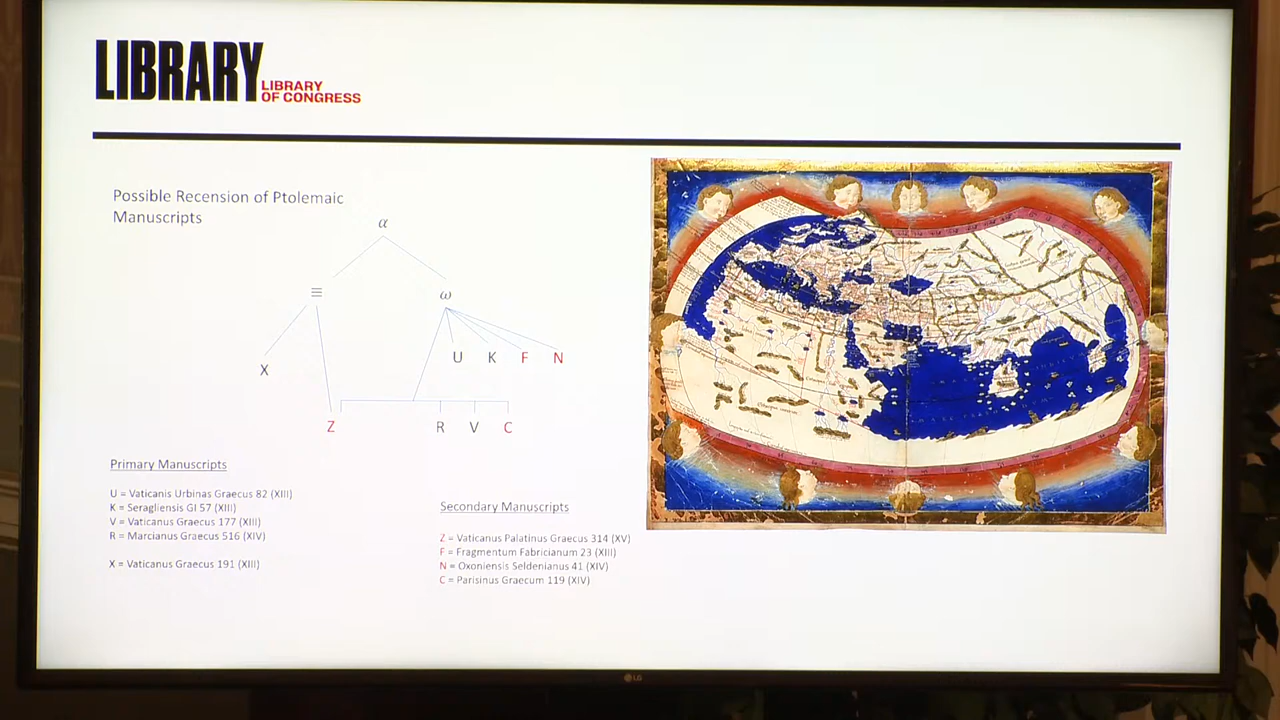 LIBRARY
LIBRARY
OF CONGRESS
Possible Recension of Ptolemaic
Manuscripts
α
≡
ω
U K F N
X
Z R V C
Primary Manuscripts
U = Vaticanis Urbinas Graecus 82 (XIII)
K = Seragliensis GI 57 (XIII)
V = Vaticanus Graecus 177 (XIII)
R = Marcianus Graecus 516 (XIV)
X = Vaticanus Graecus 191 (XIII)
Secondary Manuscripts
Z = Vaticanus Palatinus Graecus 314 (XV)
F = Fragmentum Fabricianum 23 (XIII)
N = Oxoniensis Seldenianus 41 (XIV)
C = Parisinus Graecum 119 (XIV)
LG